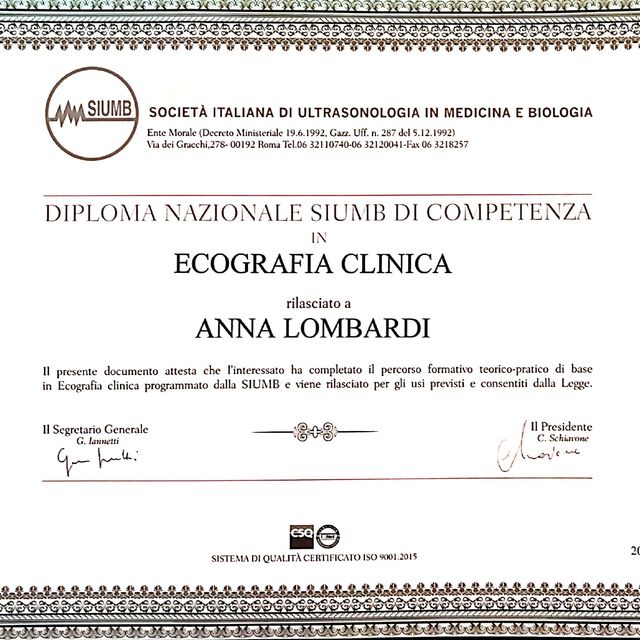 SIUMB
SOCIETÀ ITALIANA DI ULTRASONOLOGIA IN MEDICINA E BIOLOGIA
Ente Morale (Decreto Ministeriale 19.6.1992, Gazz. Uff. n. 287 del 5.12.1992)
Via dei Gracchi,278- 00192 Roma Tel.06 32110740-06 32120041-Fax 06 3218257
DIPLOMA NAZIONALE SIUMB DI COMPETENZA
IN
ECOGRAFIA CLINICA
rilasciato a
ANNA LOMBARDI
Il presente documento attesta che l'interessato ha completato il percorso formativo teorico-pratico di base
in Ecografia clinica programmato dalla SIUMB e viene rilasciato per gli usi previsti e consentiti dalla Legge.
Il Segretario Generale
G. Iannetti
Il Presidente
C. Schiavone
CSQ
SISTEMA DI QUALITÀ CERTIFICATO ISO 9001:2015
20